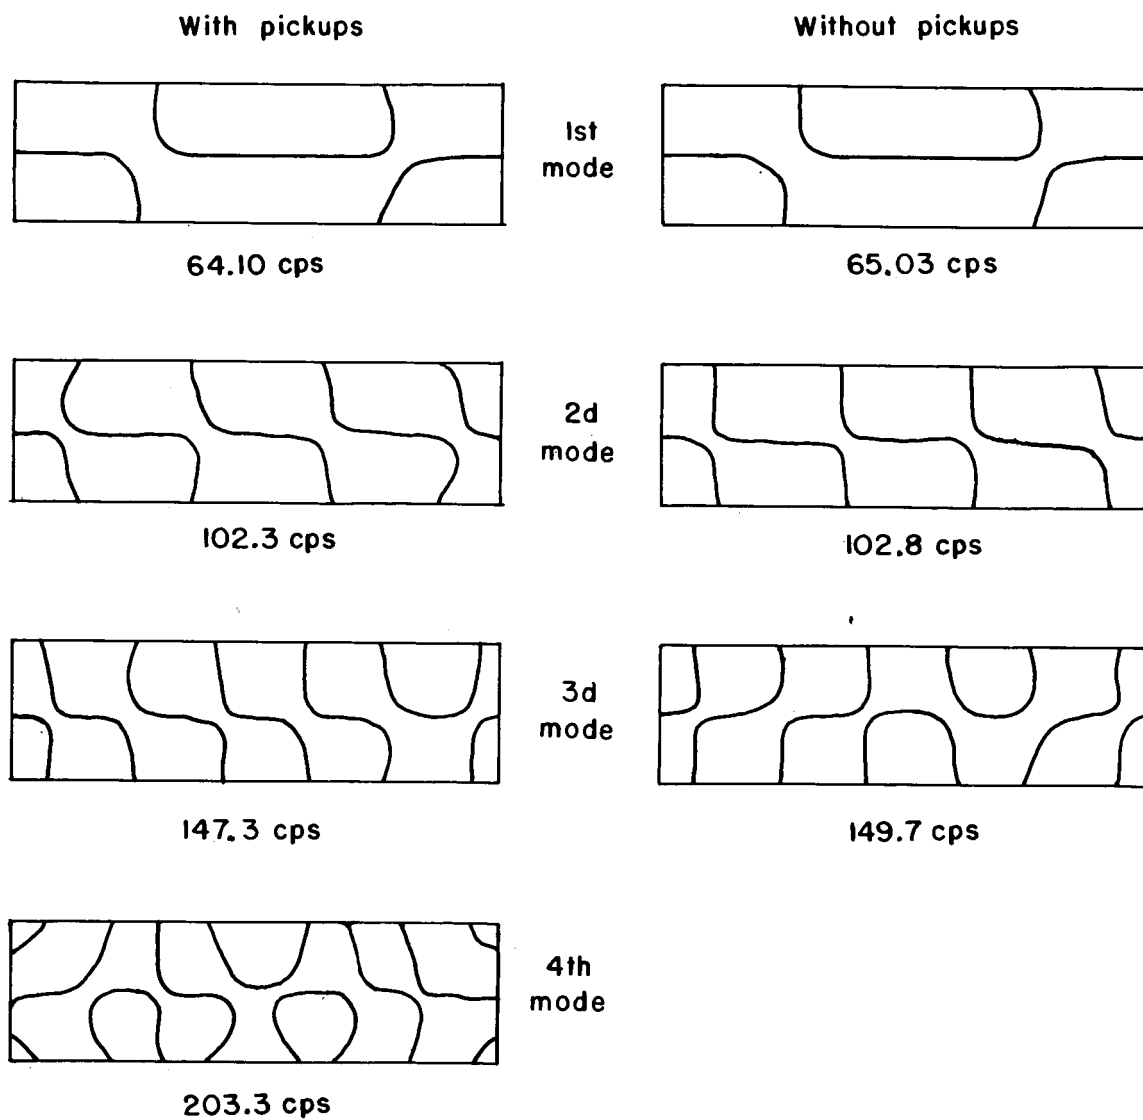 With pickups
Without pickups
1st
mode
64.10 cps
65.03 cps
2d
mode
102.3 cps
102.8 cps
3d
mode
147.3 cps
149.7 cps
4th
mode
203.3 cps